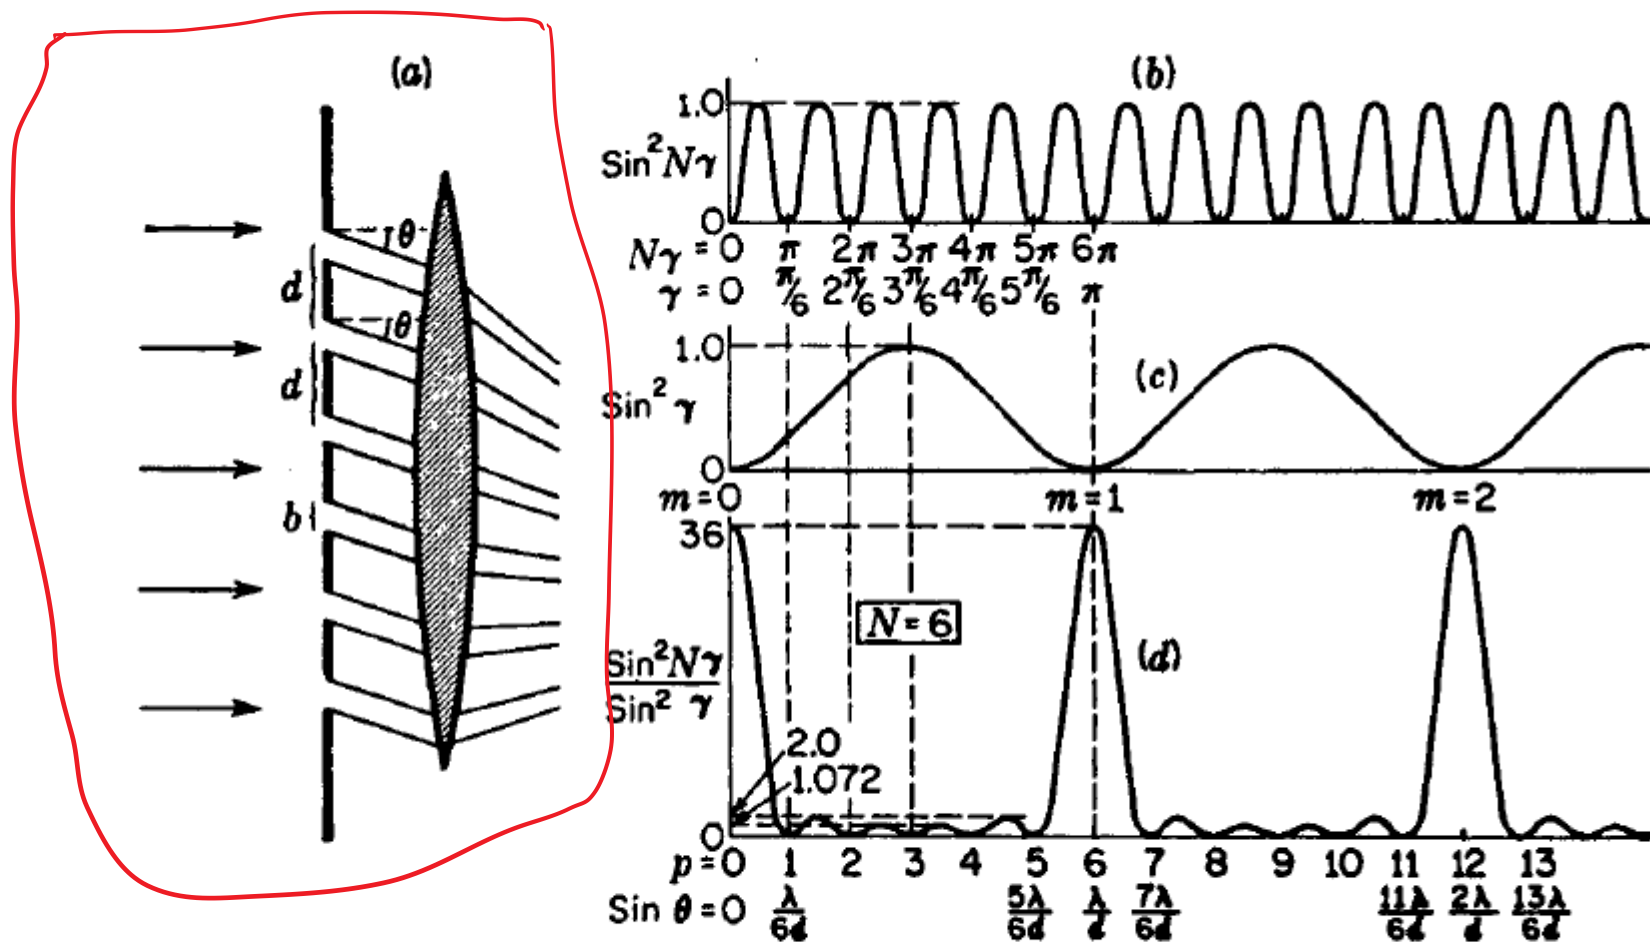 (a)
θ
d
θ
d
b
(b)
1.0
Sin² Nγ
0
Nγ = 0 π 2π 3π 4π 5π 6π
γ = 0 π/6 2π/6 3π/6 4π/6 5π/6 π
1.0
(c)
Sin² γ
0
m=0 m=1 m=2
36
N=6
(d)
Sin²Nγ
Sin² γ
2.0
1.072
0
p=0 1 2 3 4 5 6 7 8 9 10 11 12 13
Sin θ=0 λ/6d 5λ/6d λ/d 7λ/6d 11λ/6d 2λ/d 13λ/6d